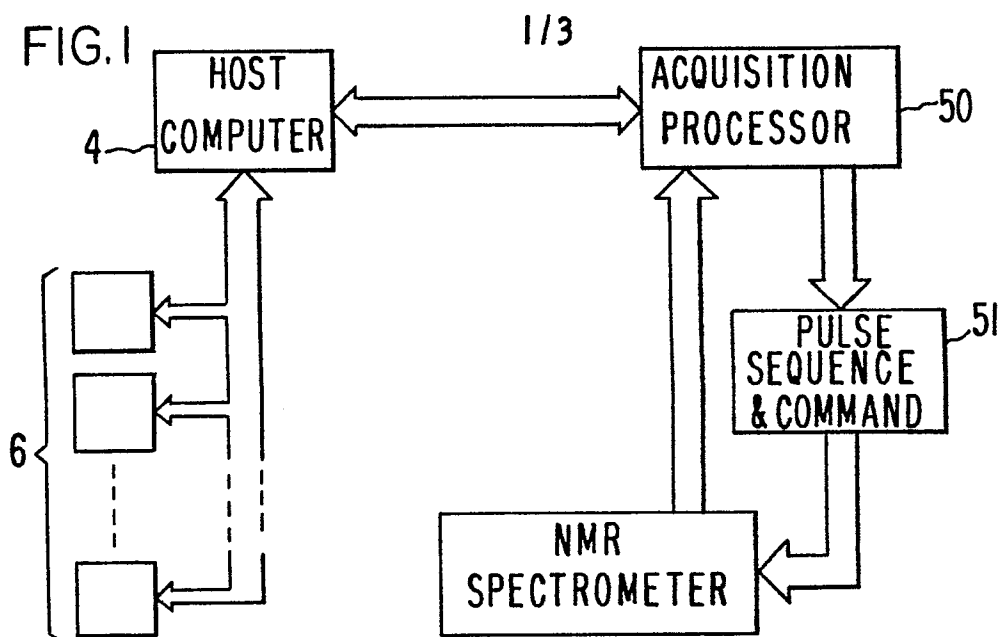 FIG.1
1/3
HOST
COMPUTER
4
ACQUISITION
PROCESSOR
50
PULSE
SEQUENCE
& COMMAND
51
6
NMR
SPECTROMETER